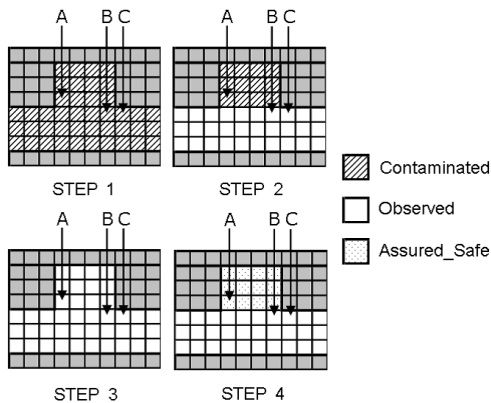 A B C
A B C
STEP 1
STEP 2
Contaminated
Observed
Assured_Safe
A B C
A B C
STEP 3
STEP 4